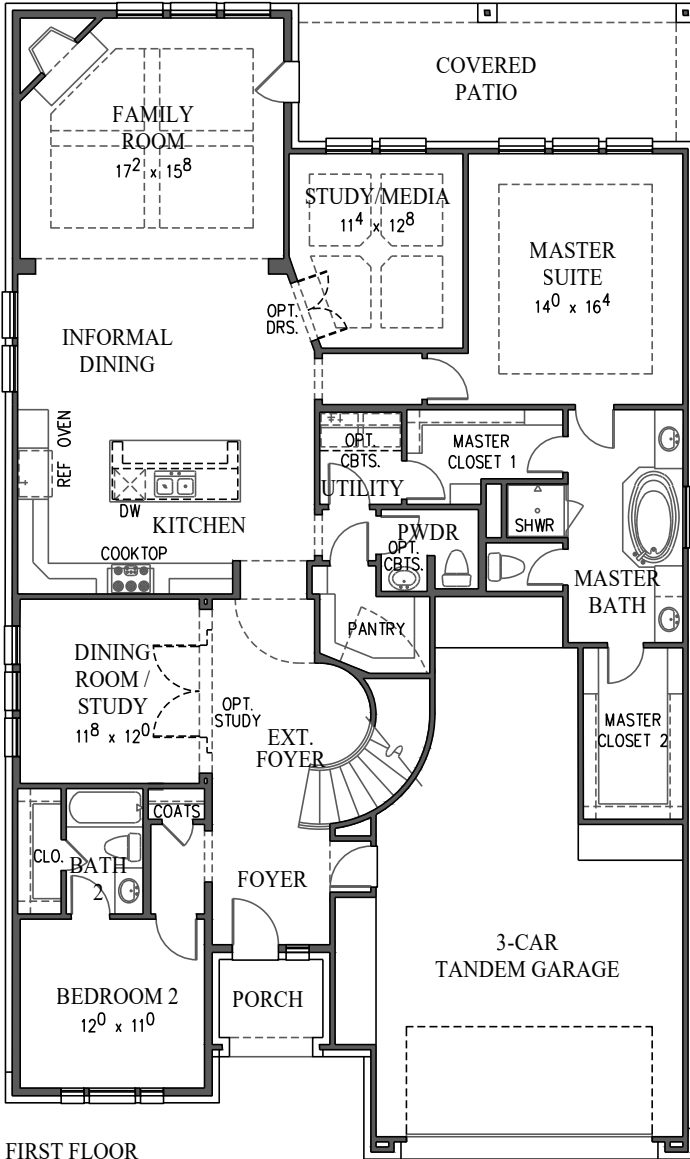 COVERED
PATIO
FAMILY
ROOM
17² x 15⁸
STUDY/MEDIA
11⁴ x 12⁸
MASTER
SUITE
14⁰ x 16⁴
OPT.
DRS.
INFORMAL
DINING
REF OVEN
OPT.
CBTS.
UTILITY
MASTER
CLOSET 1
DW
KITCHEN
COOKTOP
PWDR
OPT.
CBTS.
SHWR
MASTER
BATH
PANTRY
DINING
ROOM /
STUDY
11⁸ x 12⁰
OPT.
STUDY
EXT.
FOYER
MASTER
CLOSET 2
COATS
CLO.
BATH
2
FOYER
3-CAR
TANDEM GARAGE
BEDROOM 2
12⁰ x 11⁰
PORCH
FIRST FLOOR